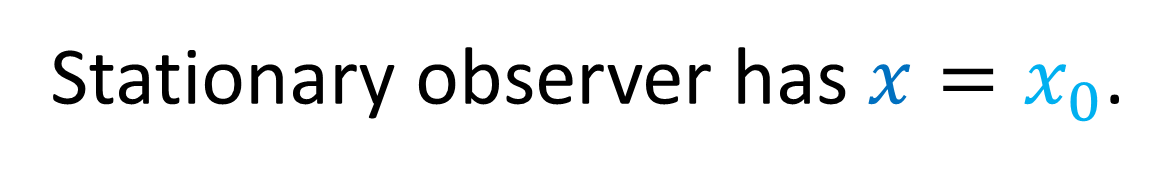 Stationary observer has x = x₀.